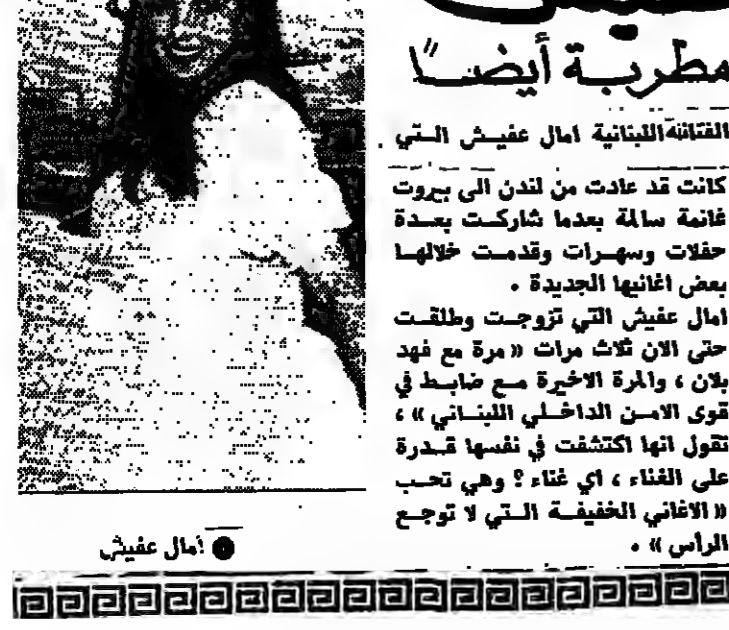 مطربة أيضاً
الفنانة اللبنانية امال عفيش التي
كانت قد عادت من لندن الى بيروت
غانمة سالمة بعدما شاركت بعدة
حفلات وسهرات وقدمت خلالها
بعض اغانيها الجديدة .
امال عفيش التي تزوجت وطلقت
حتى الان ثلاث مرات « مرة مع فهد
بلان ، والمرة الاخيرة مع ضابط في
قوى الامن الداخلي اللبناني » ،
تقول انها اكتشفت في نفسها قدرة
على الغناء ، اي غناء ؟ وهي تحب
« الاغاني الخفيفة التي لا توجع
الراس » .
أمال عفيش